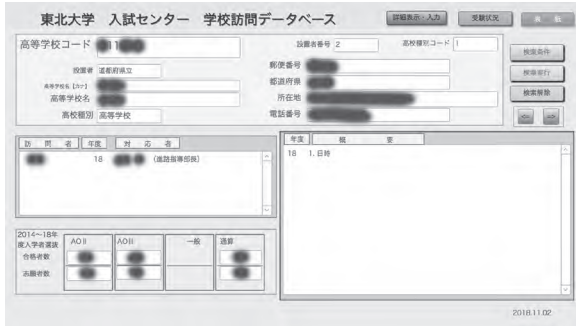 東北大学 入試センター 学校訪問データベース
詳細表示・入力
受験状況
高等学校コード
設置者番号 2
高校種別コード 1
検索条件
検索実行
検索解除
設置者 道都府県立
郵便番号
都道府県
高等学校名【カナ】
高等学校名
所在地
高校種別 高等学校
電話番号
訪 問 者 年度 対 応 者
18 (進路指導部長)
年度 概 要
18 1. 日時
2014~18年
度入学者選抜
AOⅡ AOⅢ 一般 通算
合格者数
志願者数
2018.11.02